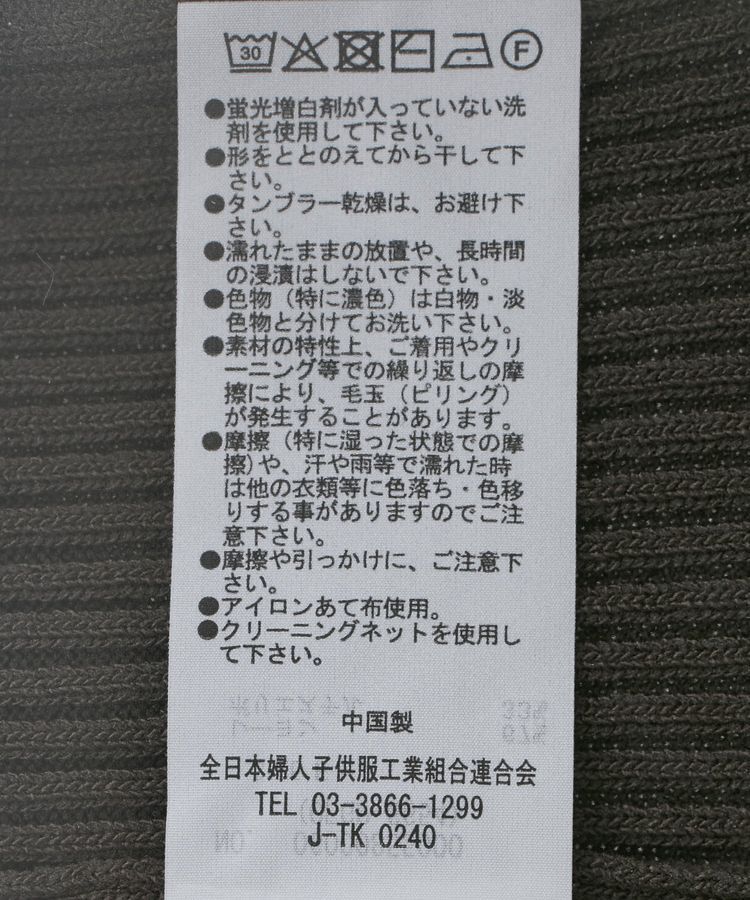 30 F
●蛍光増白剤が入っていない洗
剤を使用して下さい。
●形をととのえてから干して下
さい。
●タンブラー乾燥は、お避け下
さい。
●濡れたままの放置や、長時間
の浸漬はしないで下さい。
●色物（特に濃色）は白物・淡
色物と分けてお洗い下さい。
●素材の特性上、ご着用やクリ
ーニング等での繰り返しの摩
擦により、毛玉（ピリング）
が発生することがあります。
●摩擦（特に湿った状態での摩
擦)や、汗や雨等で濡れた時
は他の衣類等に色落ち・色移
りする事がありますのでご注
意下さい。
●摩擦や引っかけに、ご注意下
さい。
●アイロンあて布使用。
●クリーニングネットを使用し
て下さい。
中国製
全日本婦人子供服工業組合連合会
TEL 03-3866-1299
J-TK 0240